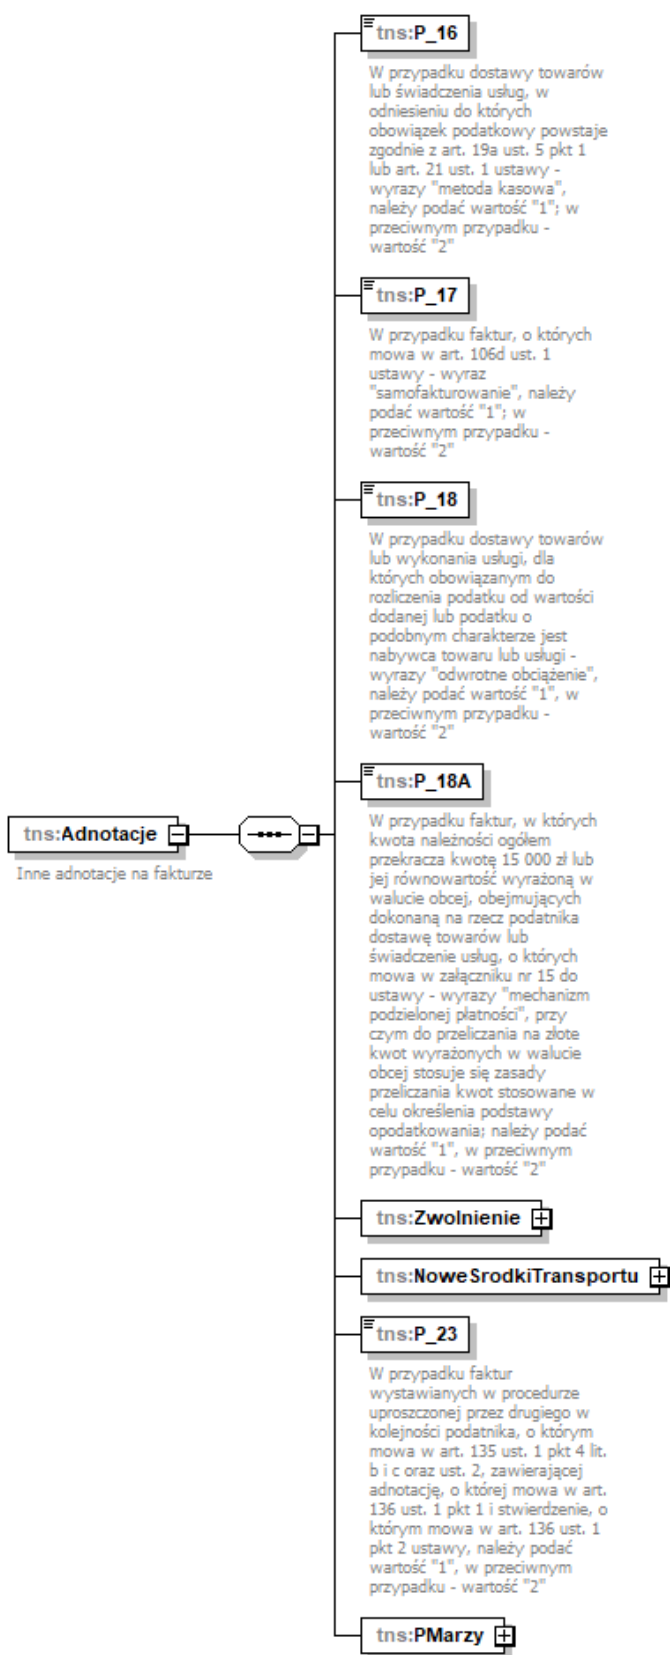 tns:P_16
W przypadku dostawy towarów
lub świadczenia usług, w
odniesieniu do których
obowiązek podatkowy powstaje
zgodnie z art. 19a ust. 5 pkt 1
lub art. 21 ust. 1 ustawy -
wyrazy "metoda kasowa",
należy podać wartość "1"; w
przeciwnym przypadku -
wartość "2"
tns:P_17
W przypadku faktur, o których
mowa w art. 106d ust. 1
ustawy - wyraz
"samofakturowanie", należy
podać wartość "1"; w
przeciwnym przypadku -
wartość "2"
tns:P_18
W przypadku dostawy towarów
lub wykonania usługi, dla
których obowiązanym do
rozliczenia podatku od wartości
dodanej lub podatku o
podobnym charakterze jest
nabywca towaru lub usługi -
wyrazy "odwrotne obciążenie",
należy podać wartość "1", w
przeciwnym przypadku -
wartość "2"
tns:P_18A
tns:Adnotacje
Inne adnotacje na fakturze
W przypadku faktur, w których
kwota należności ogółem
przekracza kwotę 15 000 zł lub
jej równowartość wyrażoną w
walucie obcej, obejmujących
dokonaną na rzecz podatnika
dostawę towarów lub
świadczenie usług, o których
mowa w załączniku nr 15 do
ustawy - wyrazy "mechanizm
podzielonej płatności", przy
czym do przeliczania na złote
kwot wyrażonych w walucie
obcej stosuje się zasady
przeliczania kwot stosowane w
celu określenia podstawy
opodatkowania; należy podać
wartość "1", w przeciwnym
przypadku - wartość "2"
tns:Zwolnienie
tns:NoweSrodkiTransportu
tns:P_23
W przypadku faktur
wystawianych w procedurze
uproszczonej przez drugiego w
kolejności podatnika, o którym
mowa w art. 135 ust. 1 pkt 4 lit.
b i c oraz ust. 2, zawierającej
adnotację, o której mowa w art.
136 ust. 1 pkt 1 i stwierdzenie, o
którym mowa w art. 136 ust. 1
pkt 2 ustawy, należy podać
wartość "1", w przeciwnym
przypadku - wartość "2"
tns:PMarzy